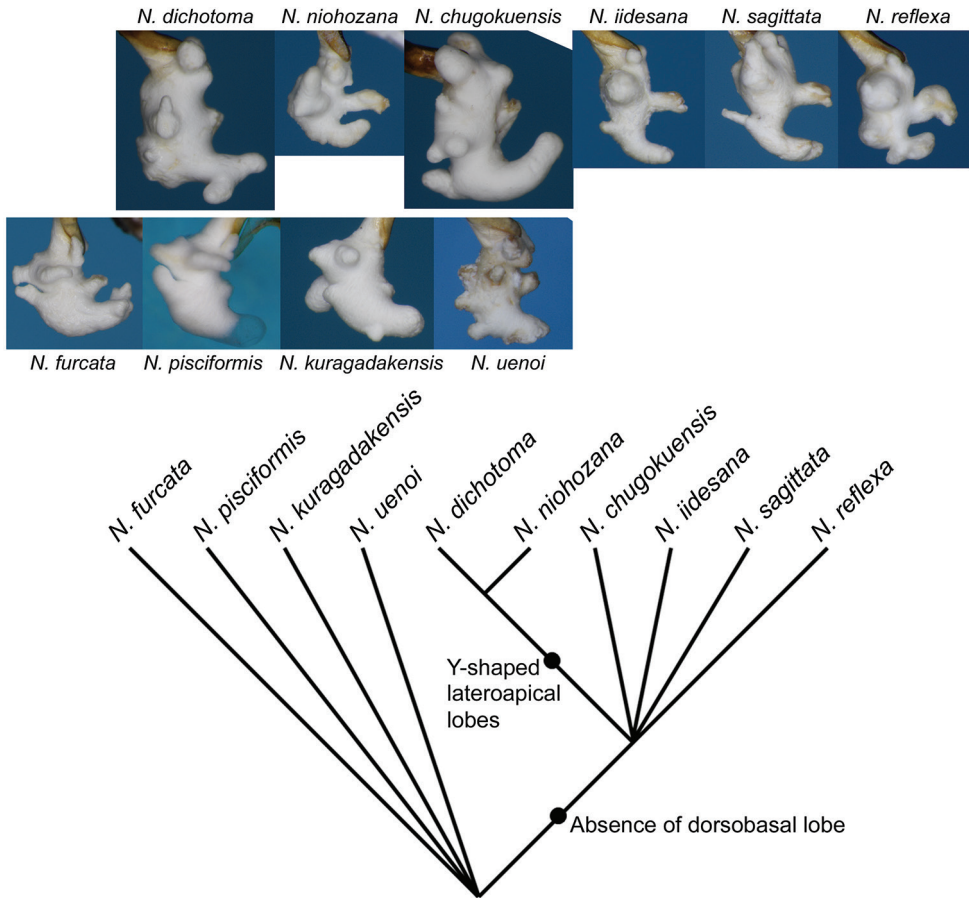 N. dichotoma N. niohozana N. chugokuensis N. iidesana N. sagittata N. reflexa
N. furcata N. pisciformis N. kuragadakensis N. uenoi
N. furcata N. pisciformis N. kuragadakensis N. uenoi N. dichotoma N. niohozana N. chugokuensis N. iidesana N. sagittata N. reflexa
Y-shaped
lateroapical
lobes
Absence of dorsobasal lobe